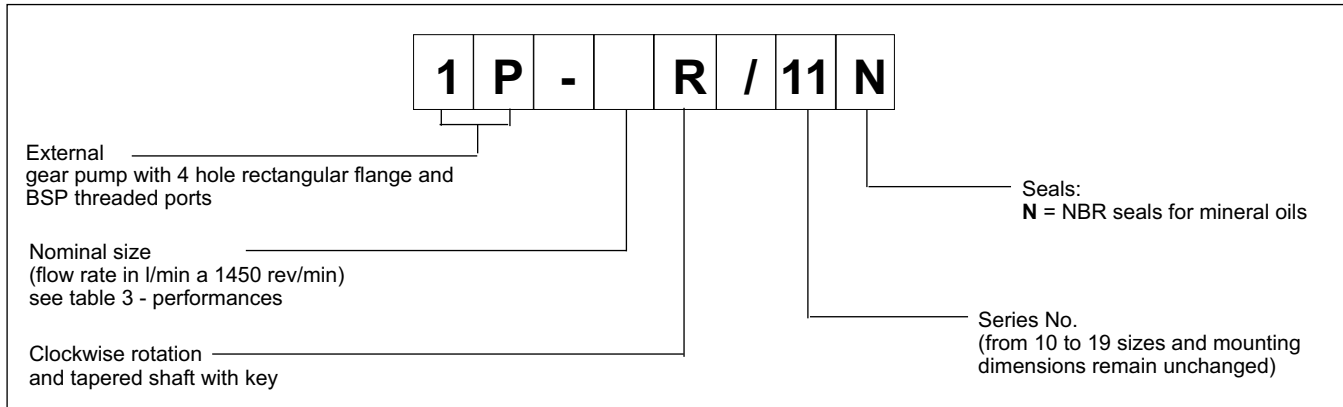 1 P - R / 11 N
External
gear pump with 4 hole rectangular flange and
BSP threaded ports
Nominal size
(flow rate in l/min a 1450 rev/min)
see table 3 - performances
Clockwise rotation
and tapered shaft with key
Seals:
N = NBR seals for mineral oils
Series No.
(from 10 to 19 sizes and mounting
dimensions remain unchanged)